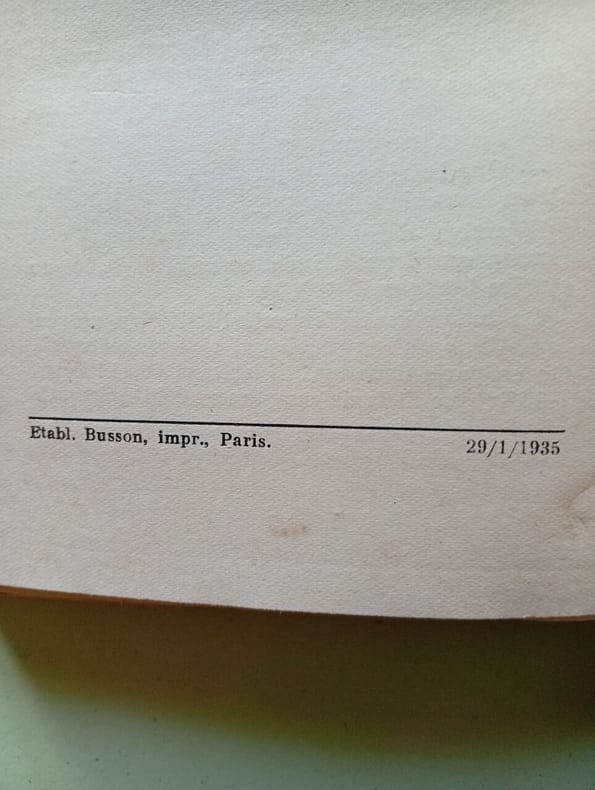 Etabl. Busson, impr., Paris. 29/1/1935